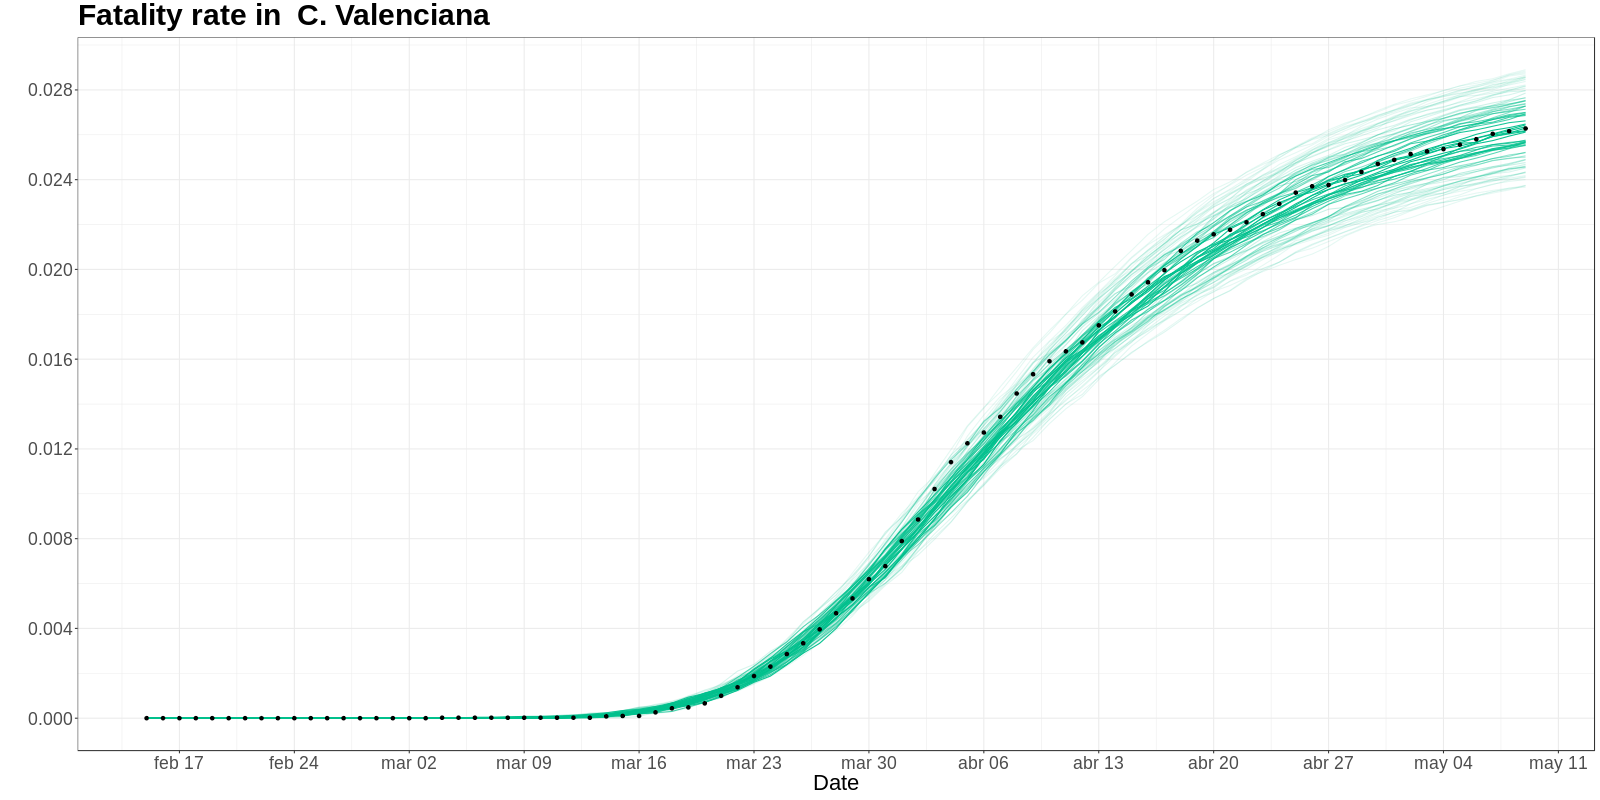 Fatality rate in  C. Valenciana
0.028
0.024
0.020
0.016
0.012
0.008
0.004
0.000
feb 17 feb 24 mar 02 mar 09 mar 16 mar 23 mar 30 abr 06 abr 13 abr 20 abr 27 may 04 may 11
Date